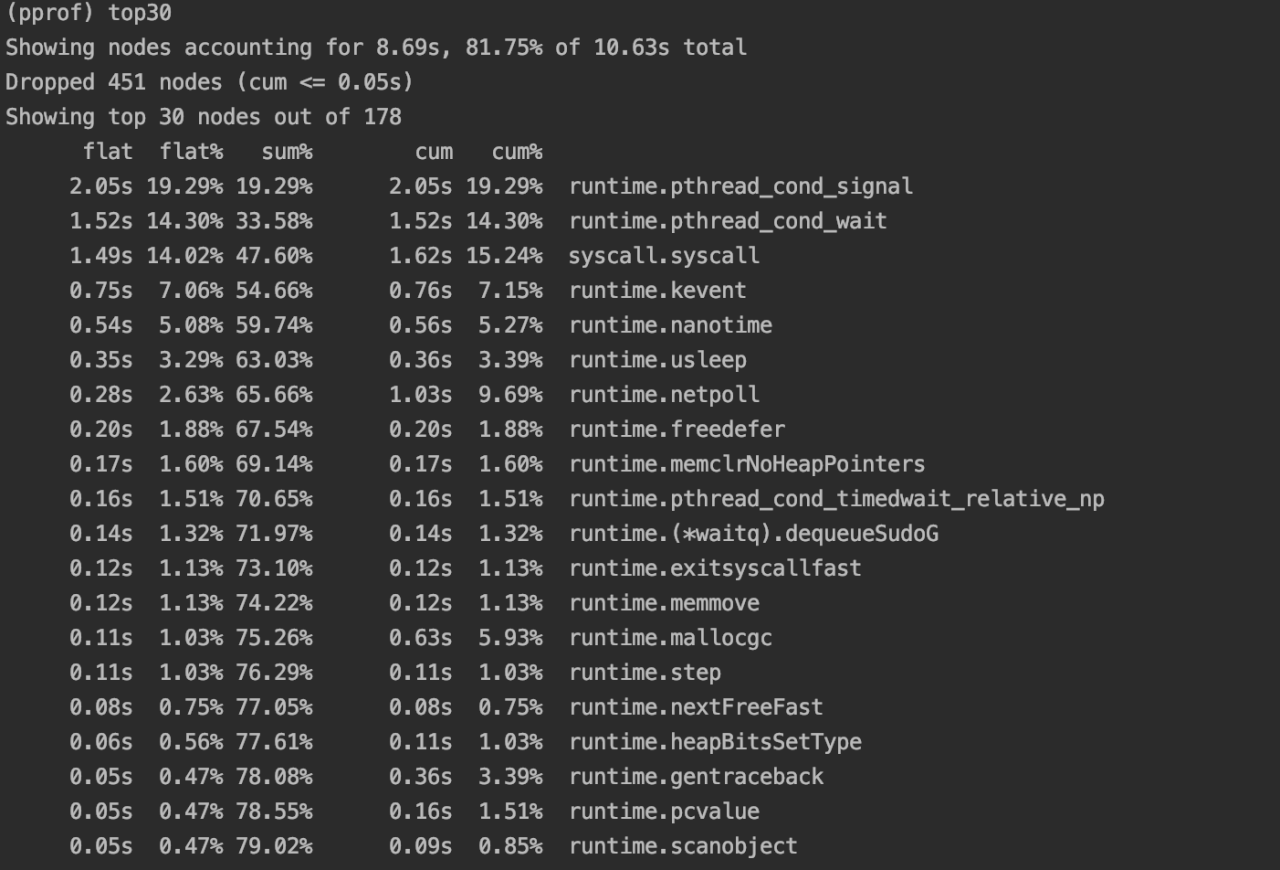 (pprof) top30
Showing nodes accounting for 8.69s, 81.75% of 10.63s total
Dropped 451 nodes (cum <= 0.05s)
Showing top 30 nodes out of 178
      flat  flat%   sum%        cum   cum%
     2.05s 19.29% 19.29%      2.05s 19.29%  runtime.pthread_cond_signal
     1.52s 14.30% 33.58%      1.52s 14.30%  runtime.pthread_cond_wait
     1.49s 14.02% 47.60%      1.62s 15.24%  syscall.syscall
     0.75s  7.06% 54.66%      0.76s  7.15%  runtime.kevent
     0.54s  5.08% 59.74%      0.56s  5.27%  runtime.nanotime
     0.35s  3.29% 63.03%      0.36s  3.39%  runtime.usleep
     0.28s  2.63% 65.66%      1.03s  9.69%  runtime.netpoll
     0.20s  1.88% 67.54%      0.20s  1.88%  runtime.freedefer
     0.17s  1.60% 69.14%      0.17s  1.60%  runtime.memclrNoHeapPointers
     0.16s  1.51% 70.65%      0.16s  1.51%  runtime.pthread_cond_timedwait_relative_np
     0.14s  1.32% 71.97%      0.14s  1.32%  runtime.(*waitq).dequeueSudoG
     0.12s  1.13% 73.10%      0.12s  1.13%  runtime.exitsyscallfast
     0.12s  1.13% 74.22%      0.12s  1.13%  runtime.memmove
     0.11s  1.03% 75.26%      0.63s  5.93%  runtime.mallocgc
     0.11s  1.03% 76.29%      0.11s  1.03%  runtime.step
     0.08s  0.75% 77.05%      0.08s  0.75%  runtime.nextFreeFast
     0.06s  0.56% 77.61%      0.11s  1.03%  runtime.heapBitsSetType
     0.05s  0.47% 78.08%      0.36s  3.39%  runtime.gentraceback
     0.05s  0.47% 78.55%      0.16s  1.51%  runtime.pcvalue
     0.05s  0.47% 79.02%      0.09s  0.85%  runtime.scanobject